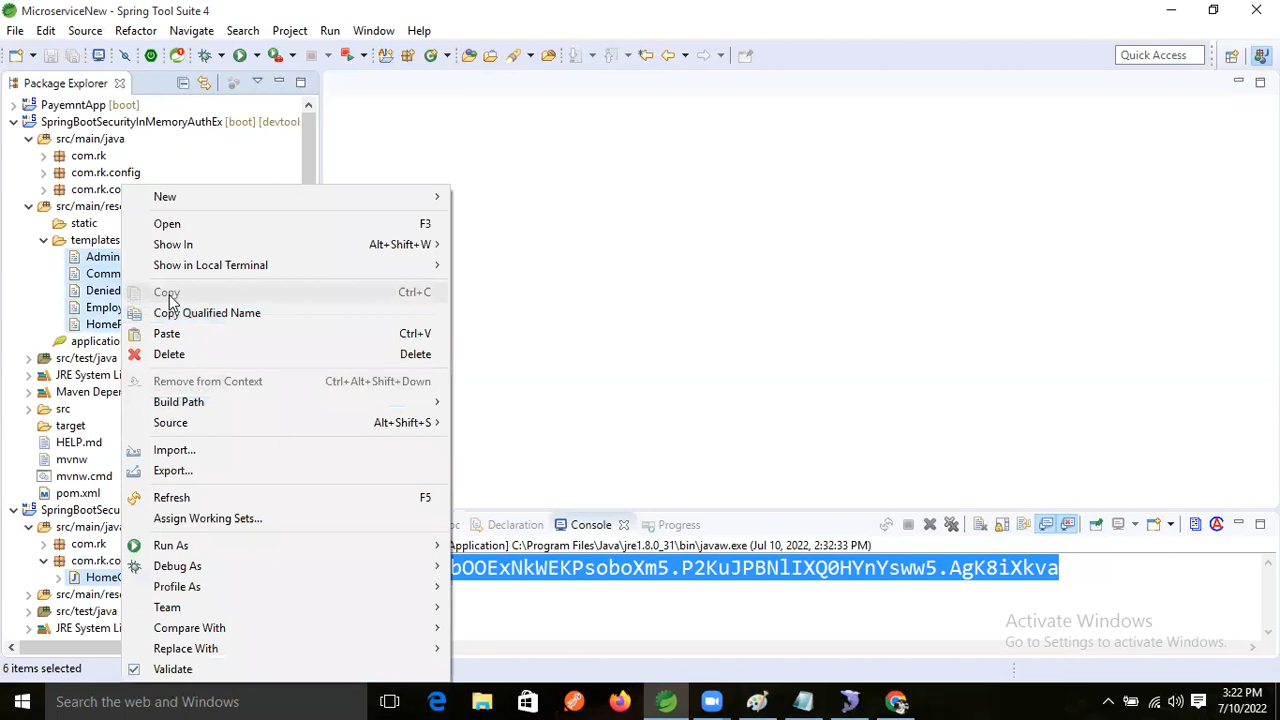 MicroserviceNew - Spring Tool Suite 4
File Edit Source Refactor Navigate Search Project Run Window Help
Quick Access
Package Explorer
PayemntApp [boot]
SpringBootSecurityInMemoryAuthEx [boot] [devtool
src/main/java
com.rk
com.rk.config
com.rk.co
src/main/res
static
templates
Admin
Comm
Denied
Employ
HomeP
application
src/test/java
JRE System Li
Maven Depen
src
target
HELP.md
mvnw
mvnw.cmd
pom.xml
SpringBootSecu
src/main/java
com.rk
com.rk.co
HomeC
src/main/res
src/test/java
JRE System Li
New
Open F3
Show In Alt+Shift+W
Show in Local Terminal
Copy Ctrl+C
Copy Qualified Name
Paste Ctrl+V
Delete Delete
Remove from Context Ctrl+Alt+Shift+Down
Build Path
Source Alt+Shift+S
Import...
Export...
Refresh F5
Assign Working Sets...
Run As
Debug As
Profile As
Team
Compare With
Replace With
Validate
oc Declaration Console Progress
Application] C:\Program Files\Java\jre1.8.0_31\bin\javaw.exe (Jul 10, 2022, 2:32:33 PM)
bOOExNkWEKPsoboXm5.P2KuJPBNlIXQ0HYnYsww5.AgK8iXkva
Activate Windows
Go to Settings to activate Windows.
6 items selected
Search the web and Windows
3:22 PM
7/10/2022